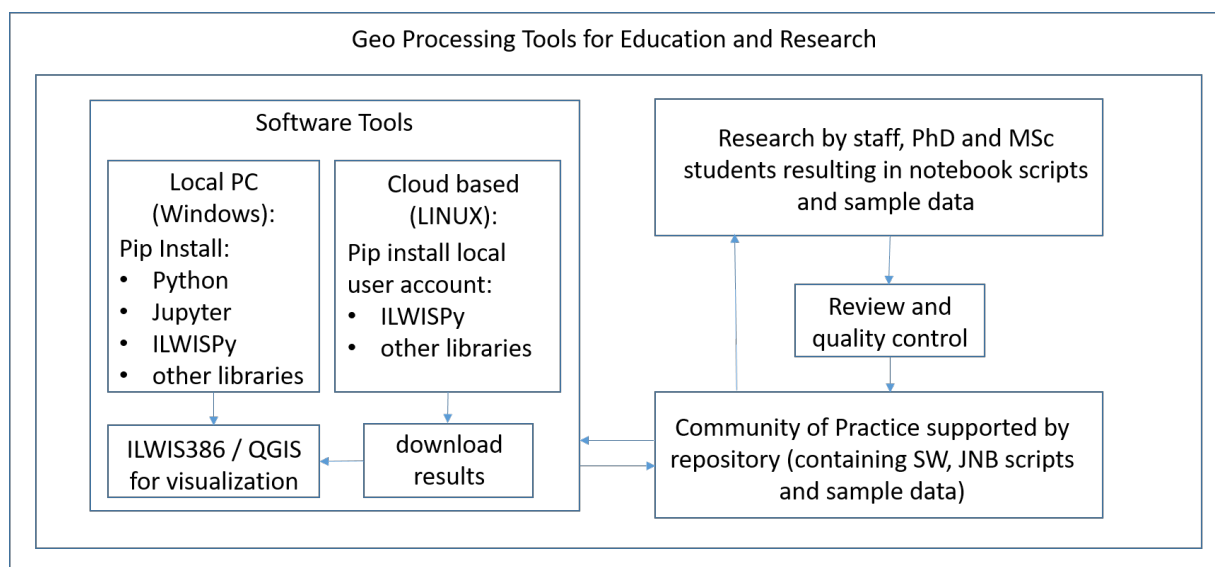 Geo Processing Tools for Education and Research
Software Tools
Local PC
(Windows):
Pip Install:
• Python
• Jupyter
• ILWISPy
• other libraries
Cloud based
(LINUX):
Pip install local
user account:
• ILWISPy
• other libraries
ILWIS386 / QGIS
for visualization
download
results
Research by staff, PhD and MSc
students resulting in notebook scripts
and sample data
Review and
quality control
Community of Practice supported by
repository (containing SW, JNB scripts
and sample data)